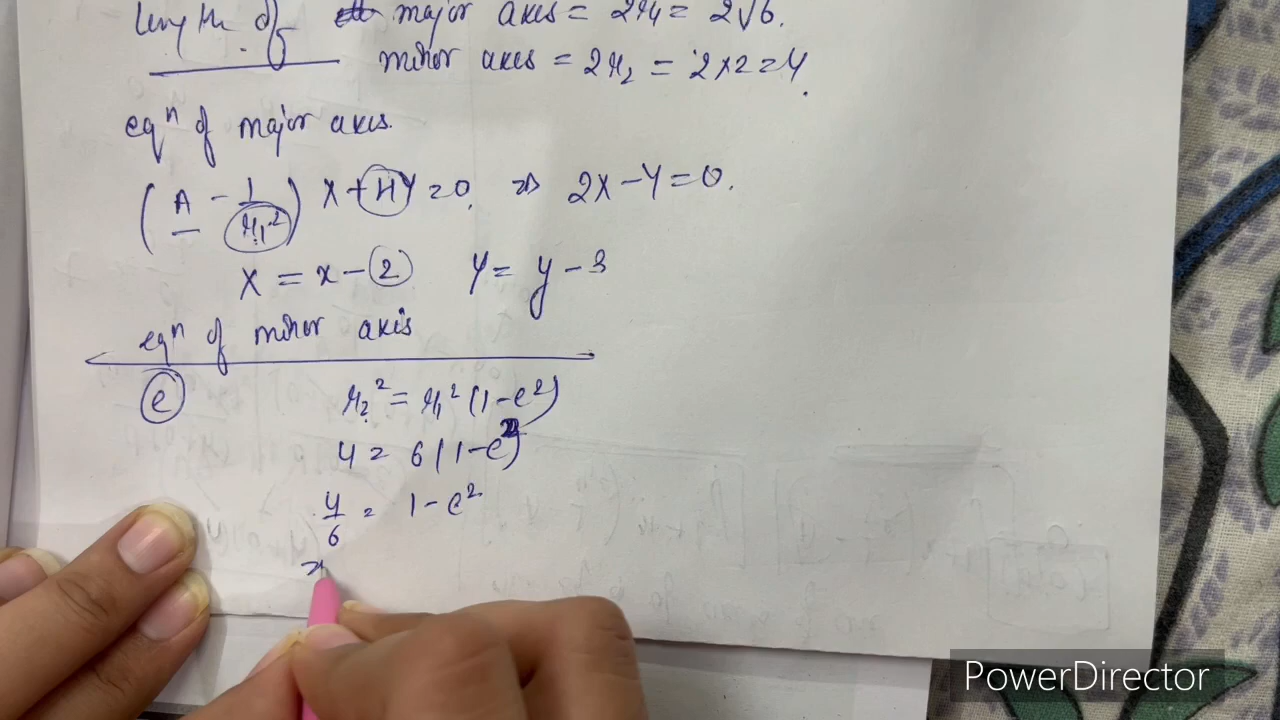 length of major axis = 2r₁ = 2√6.
minor axis = 2r₂ = 2×2=4.
eqⁿ of major axis.
(A - 1/r₁²) X + HY = 0. ⇒ 2X-Y=0.
X = x-2 Y = y-3
eqⁿ of minor axis
e r₂² = r₁² (1-e²)
4 = 6(1-e²)
4/6 = 1-e²
PowerDirector